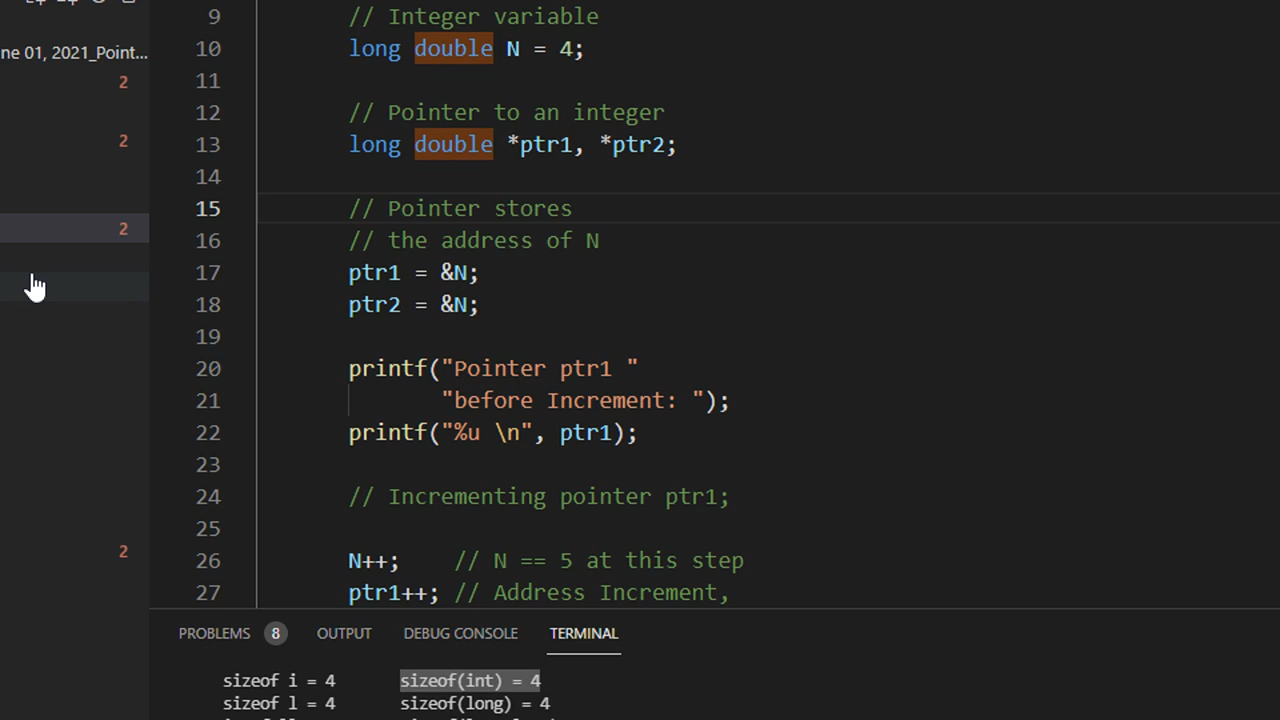 ne 01, 2021_Point...
2
2
2
2
9 // Integer variable
10 long double N = 4;
11
12 // Pointer to an integer
13 long double *ptr1, *ptr2;
14
15 // Pointer stores
16 // the address of N
17 ptr1 = &N;
18 ptr2 = &N;
19
20 printf("Pointer ptr1 "
21 "before Increment: ");
22 printf("%u \n", ptr1);
23
24 // Incrementing pointer ptr1;
25
26 N++; // N == 5 at this step
27 ptr1++; // Address Increment,
PROBLEMS 8 OUTPUT DEBUG CONSOLE TERMINAL
sizeof i = 4 sizeof(int) = 4
sizeof l = 4 sizeof(long) = 4